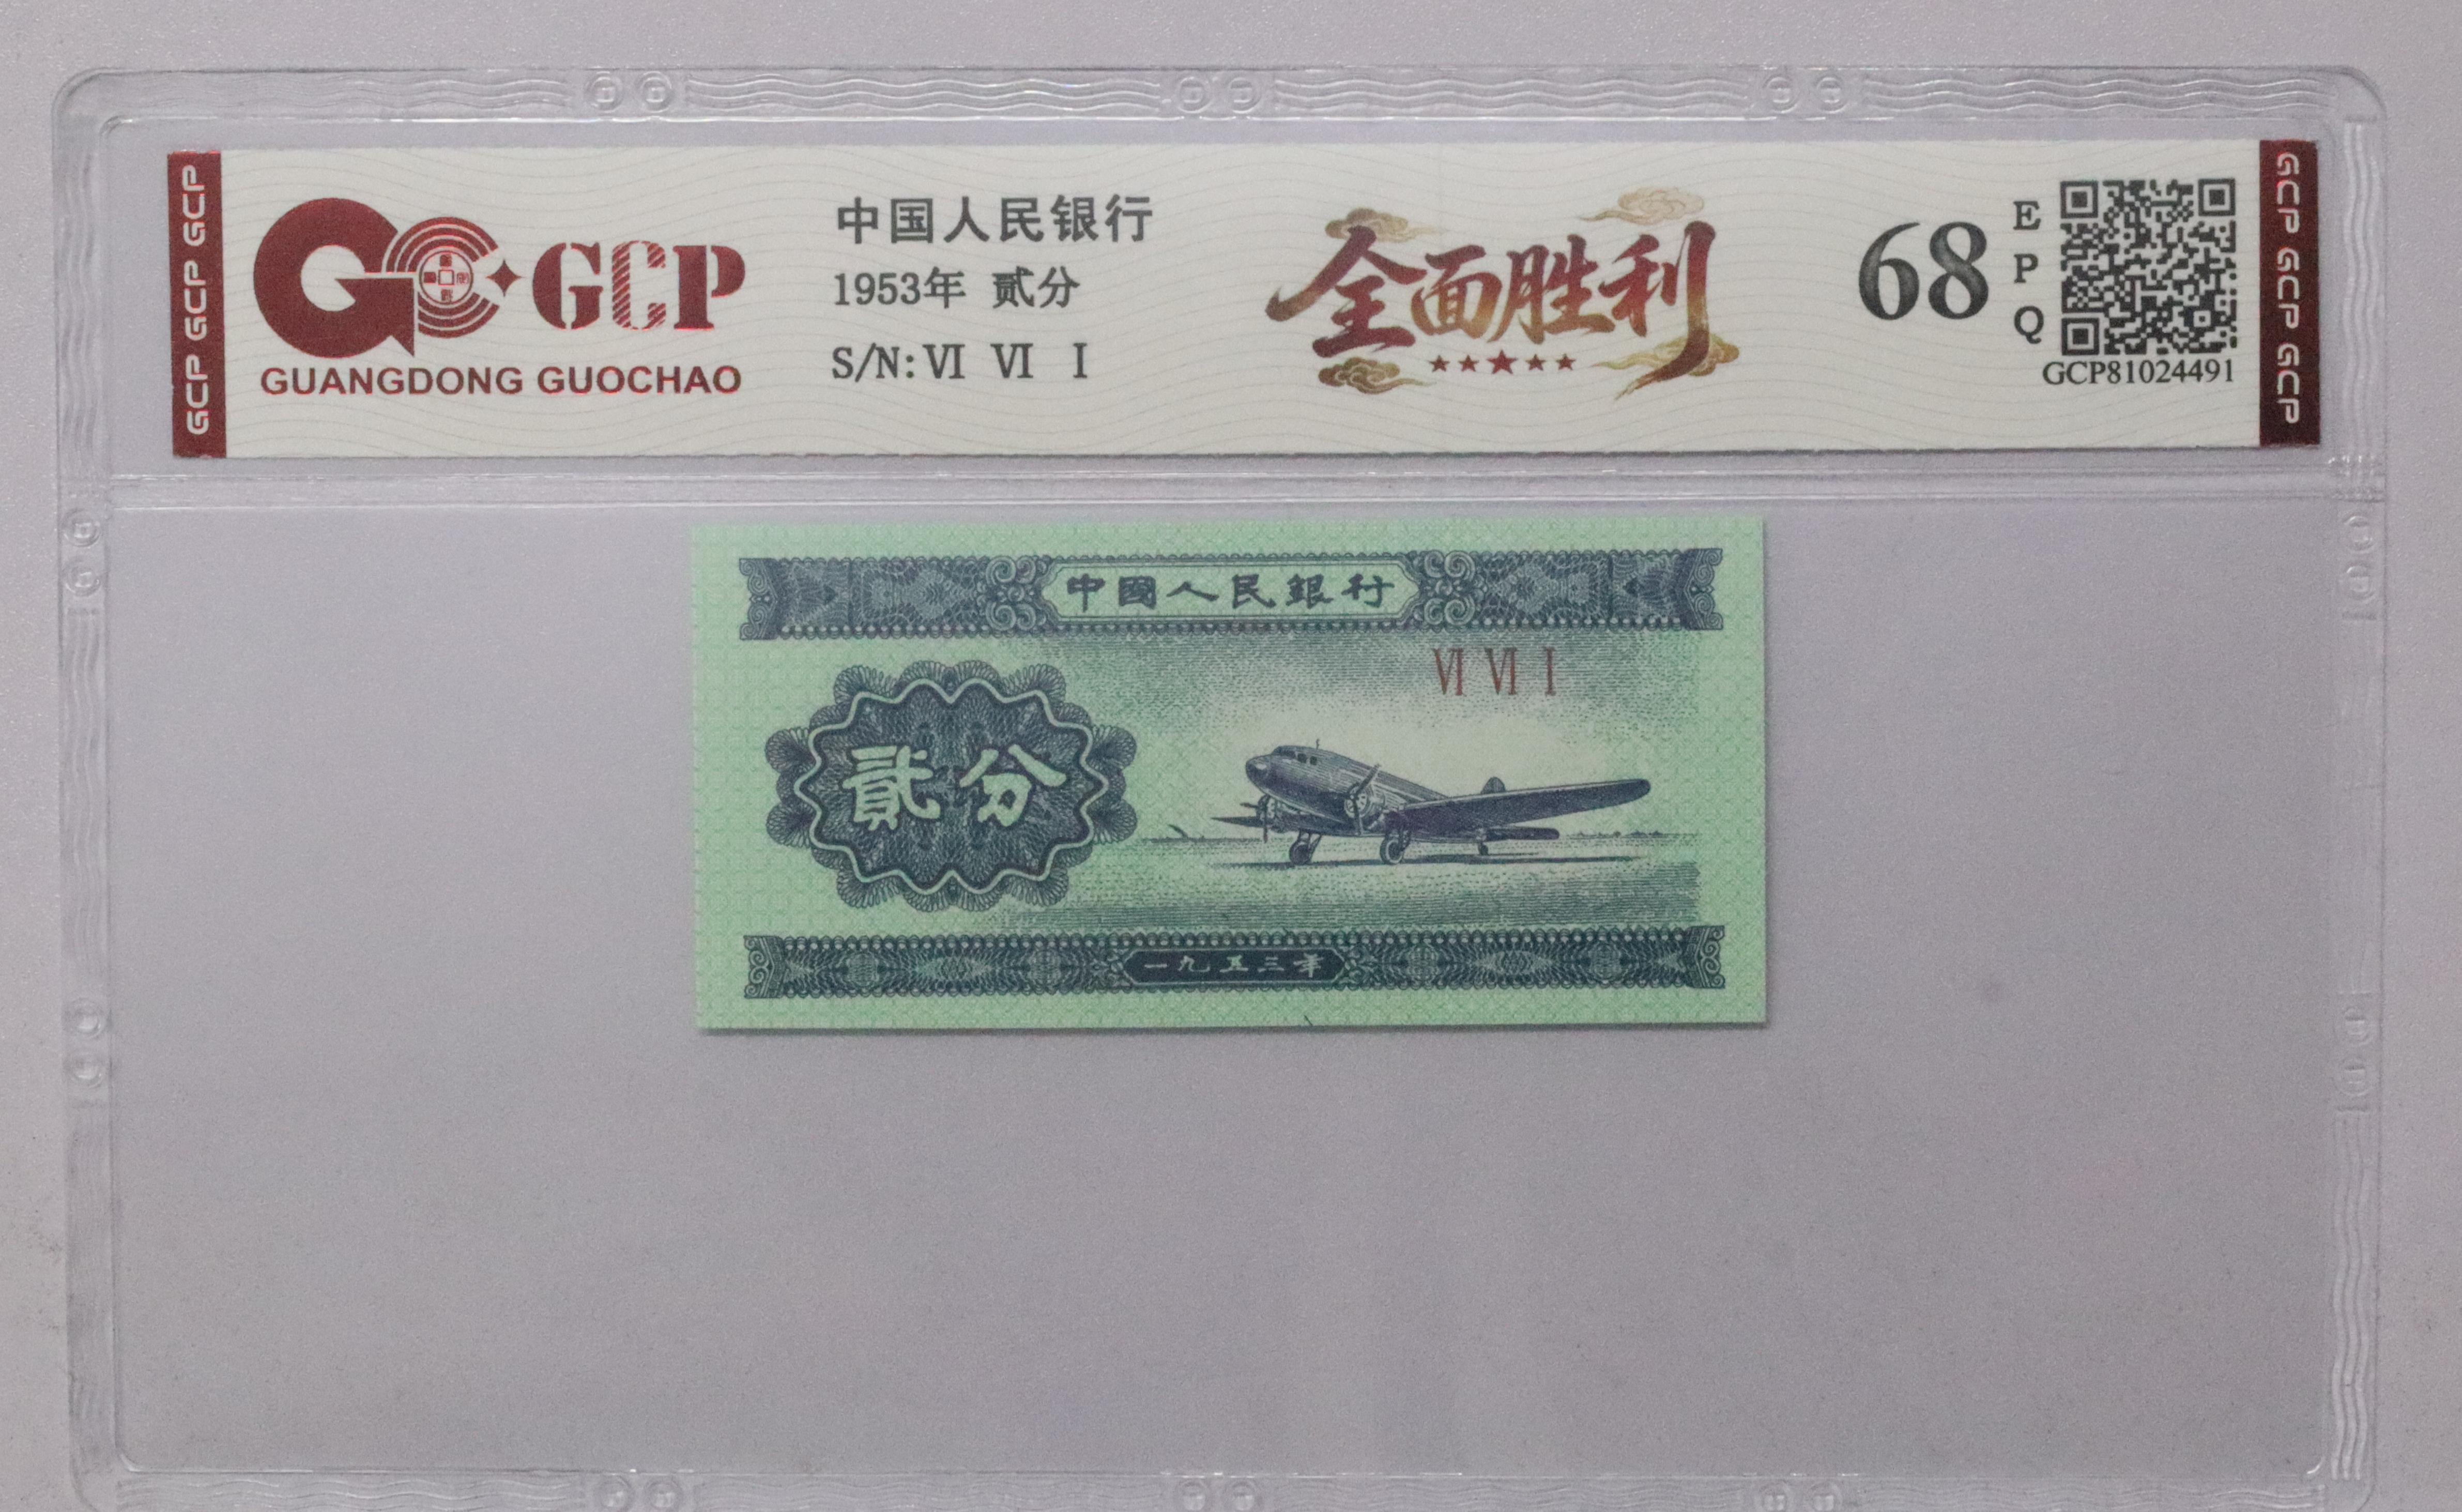 GCP GCP GCP
GCP
GUANGDONG GUOCHAO
中国人民银行
1953年 贰分
S/N: Ⅵ Ⅵ Ⅰ
全面胜利
68
E
P
Q
GCP81024491
GCP GCP GCP
中國人民銀行
Ⅵ Ⅵ Ⅰ
貳分
一九五三年